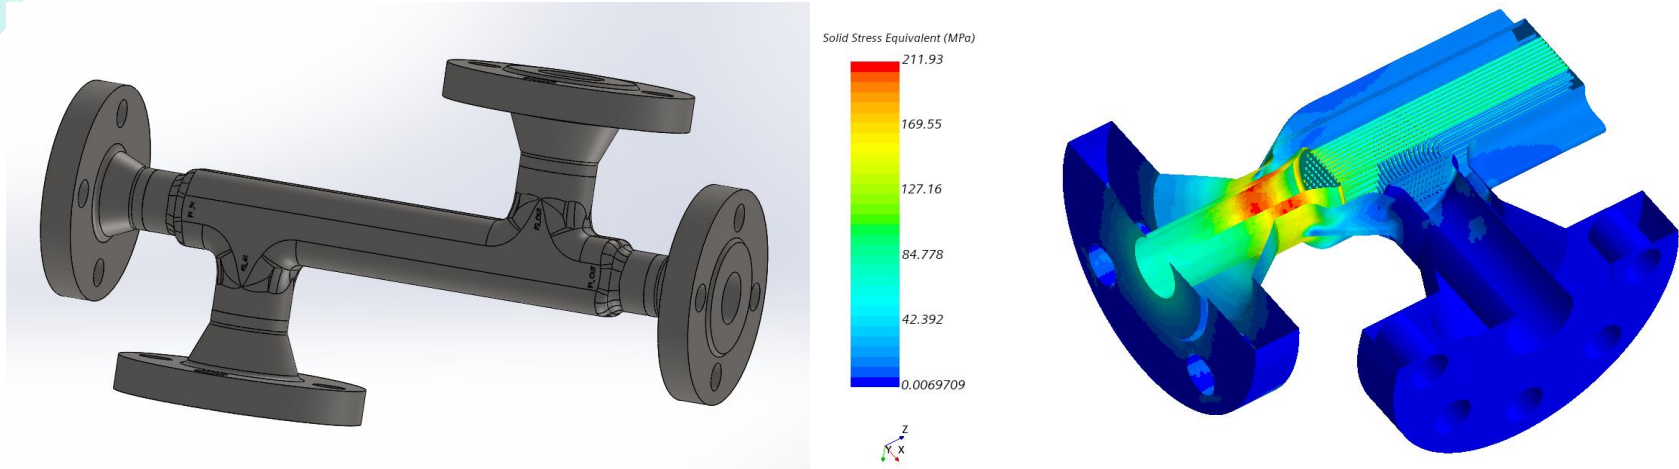 Solid Stress Equivalent (MPa)
211.93
169.55
127.16
84.778
42.392
0.0069709
Z
Y X